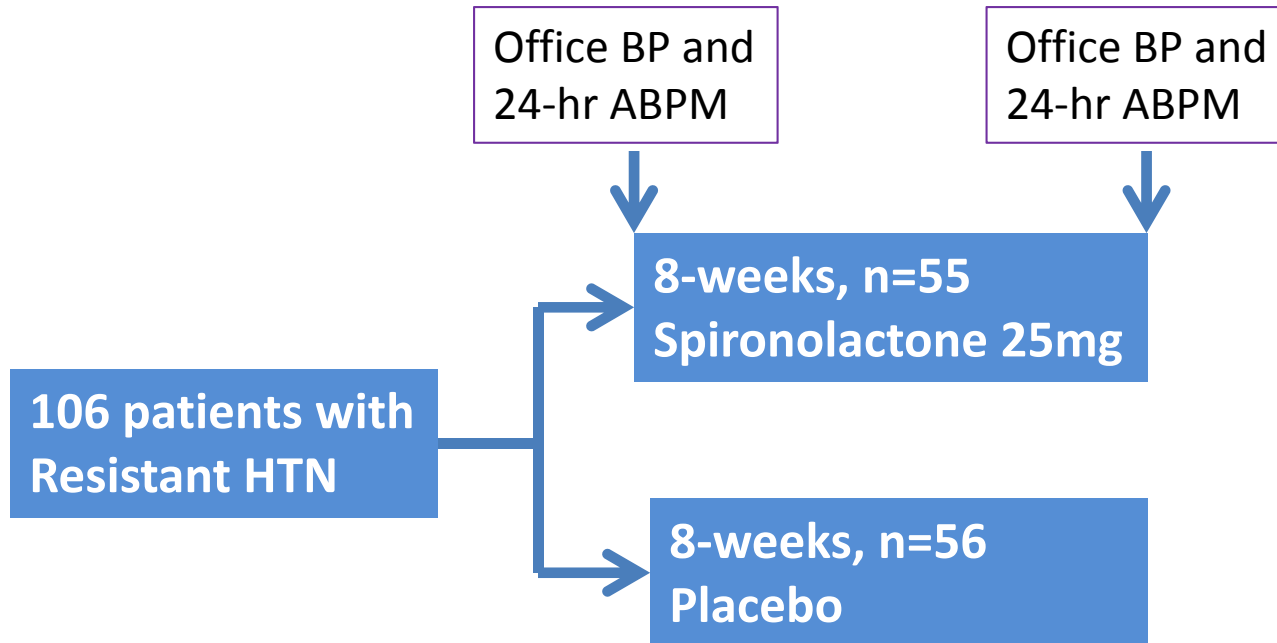 Office BP and
24-hr ABPM
Office BP and
24-hr ABPM
8-weeks, n=55
Spironolactone 25mg
106 patients with
Resistant HTN
8-weeks, n=56
Placebo